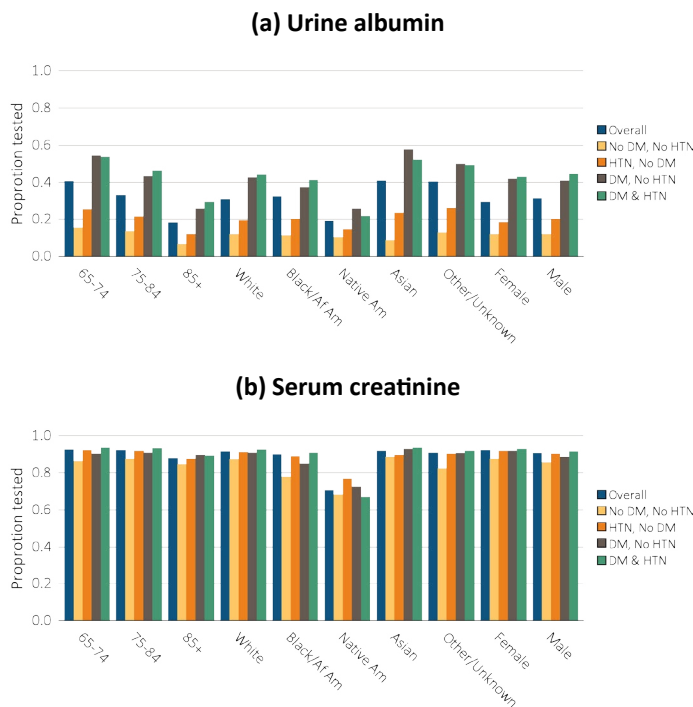 (a) Urine albumin
Proprotion tested
1.0
0.8
0.6
0.4
0.2
0.0
65-74
75-84
85+
White
Black/Af Am
Native Am
Asian
Other/Unknown
Female
Male
Overall
No DM, No HTN
HTN, No DM
DM, No HTN
DM & HTN
(b) Serum creatinine
Proprotion tested
1.0
0.8
0.6
0.4
0.2
0.0
65-74
75-84
85+
White
Black/Af Am
Native Am
Asian
Other/Unknown
Female
Male
Overall
No DM, No HTN
HTN, No DM
DM, No HTN
DM & HTN